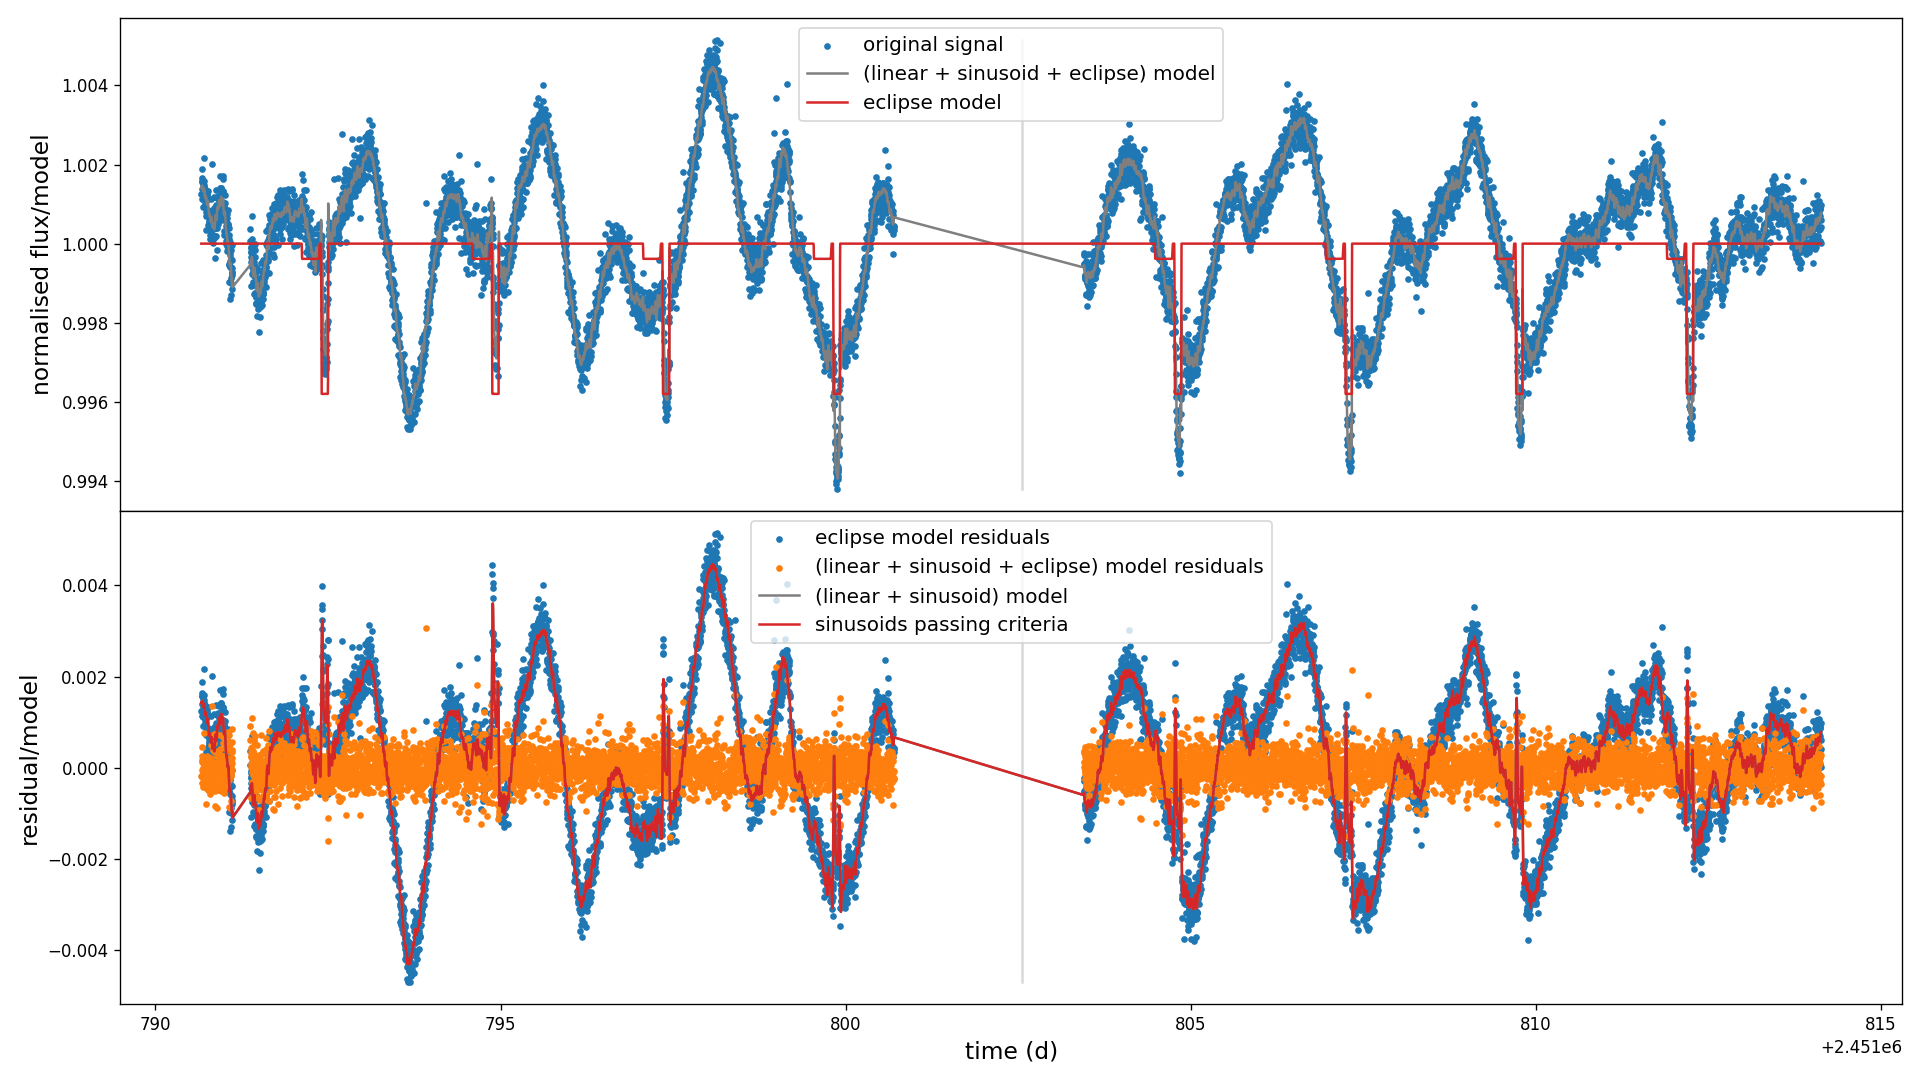 original signal
(linear + sinusoid + eclipse) model
eclipse model
normalised flux/model
1.004
1.002
1.000
0.998
0.996
0.994
eclipse model residuals
(linear + sinusoid + eclipse) model residuals
(linear + sinusoid) model
sinusoids passing criteria
residual/model
0.004
0.002
0.000
−0.002
−0.004
790
795
800
805
810
815
time (d)
+2.451e6